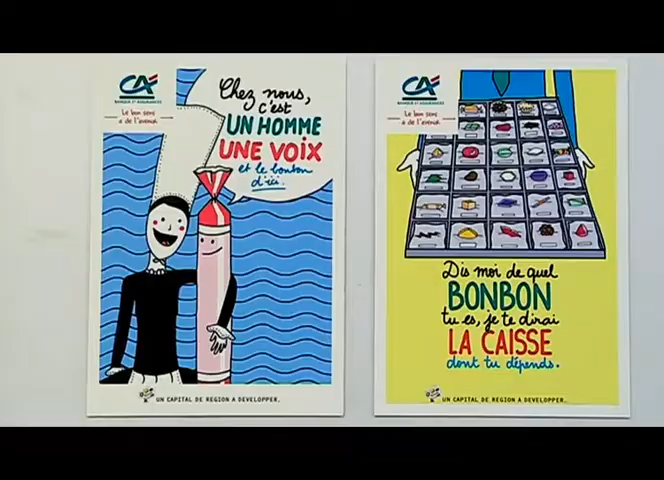 CA
BANQUE ET ASSURANCES
Le bon sens
a de l'avenir
Chez nous,
c'est
UN HOMME
UNE VOIX
et le bonbon
d'ici.
UN CAPITAL DE REGION A DEVELOPPER.
CA
BANQUE ET ASSURANCES
Le bon sens
a de l'avenir
Dis moi de quel
BONBON
tu es, je te dirai
LA CAISSE
dont tu dépends.
UN CAPITAL DE REGION A DEVELOPPER.